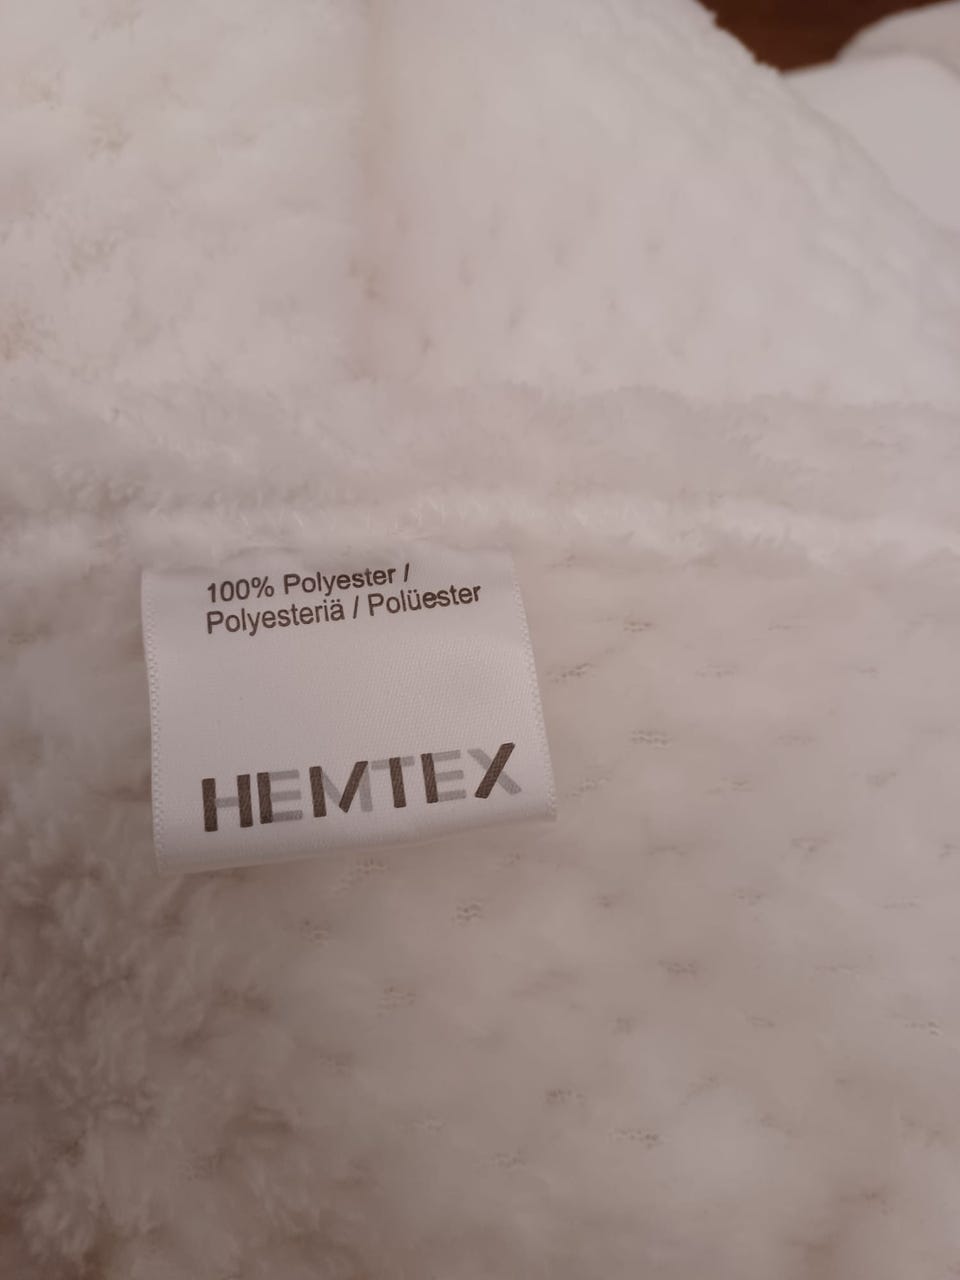 100% Polyester /
Polyesteriä / Polüester
HEMTEX